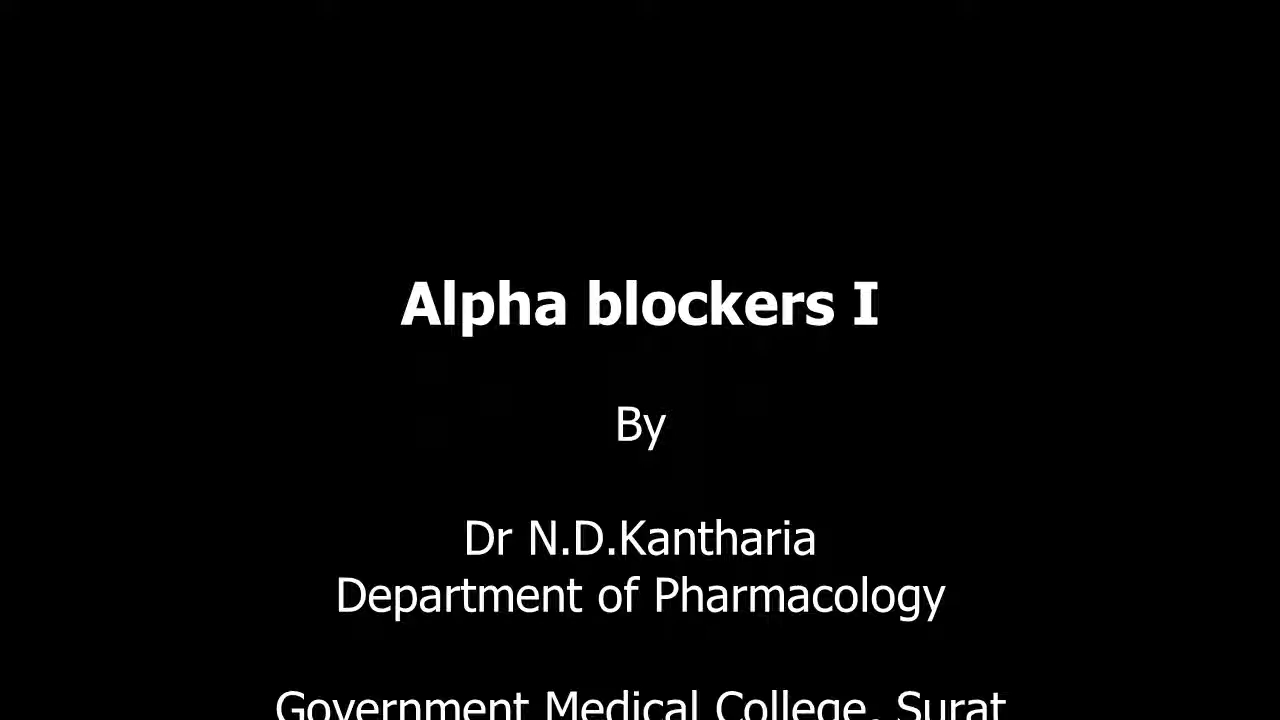 Alpha blockers I
By
Dr N.D.Kantharia
Department of Pharmacology
Government Medical College, Surat